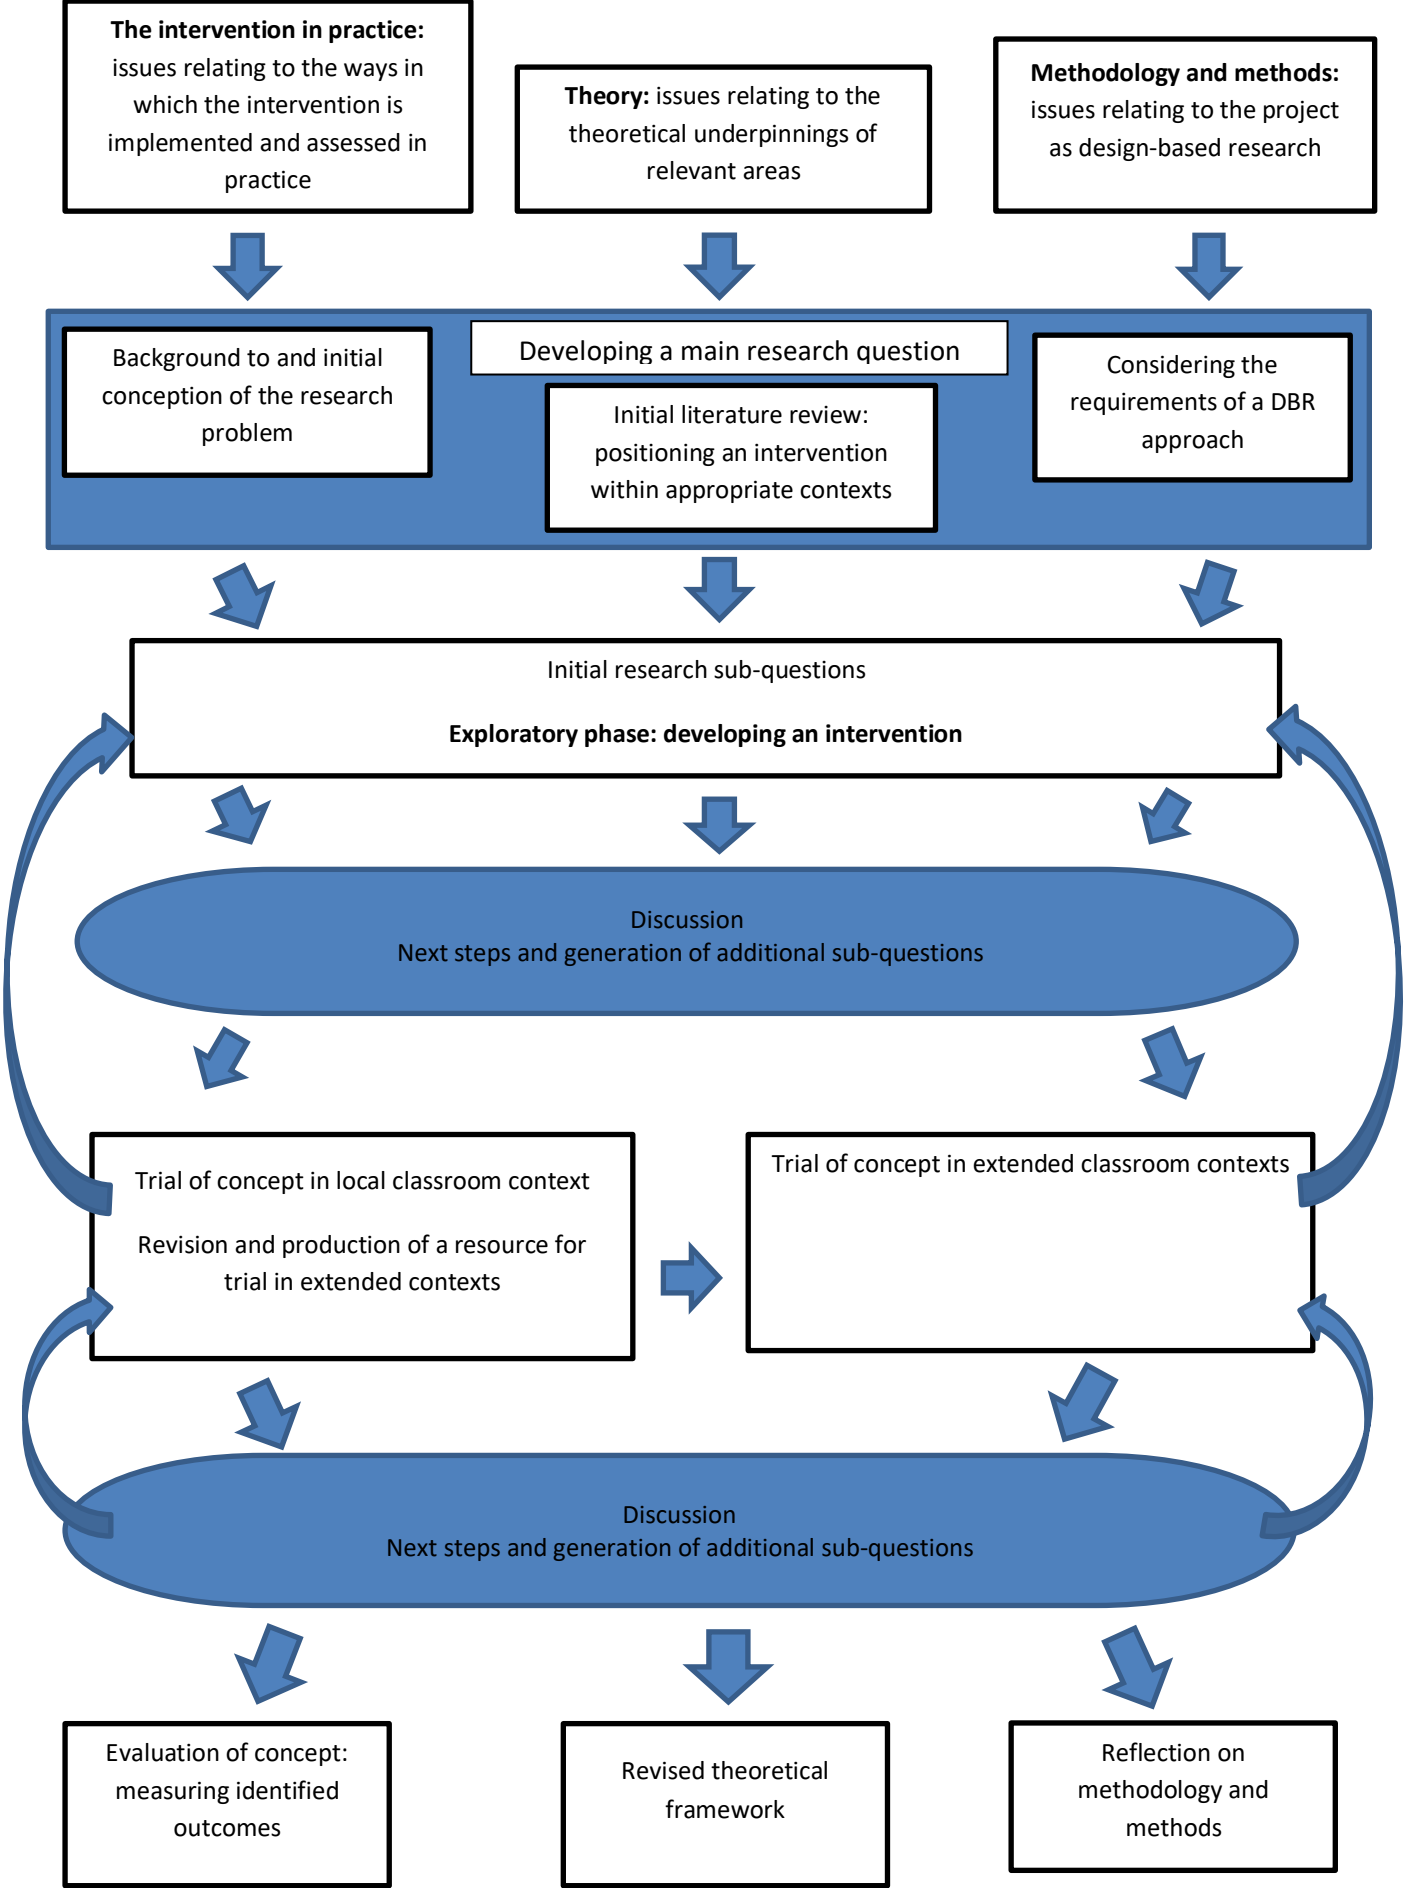 The intervention in practice:
issues relating to the ways in
which the intervention is
implemented and assessed in
practice
Theory: issues relating to the
theoretical underpinnings of
relevant areas
Methodology and methods:
issues relating to the project
as design-based research
Developing a main research question
Background to and initial
conception of the research
problem
Initial literature review:
positioning an intervention
within appropriate contexts
Considering the
requirements of a DBR
approach
Initial research sub-questions
Exploratory phase: developing an intervention
Discussion
Next steps and generation of additional sub-questions
Trial of concept in local classroom context
Revision and production of a resource for
trial in extended contexts
Trial of concept in extended classroom contexts
Discussion
Next steps and generation of additional sub-questions
Evaluation of concept:
measuring identified
outcomes
Revised theoretical
framework
Reflection on
methodology and
methods